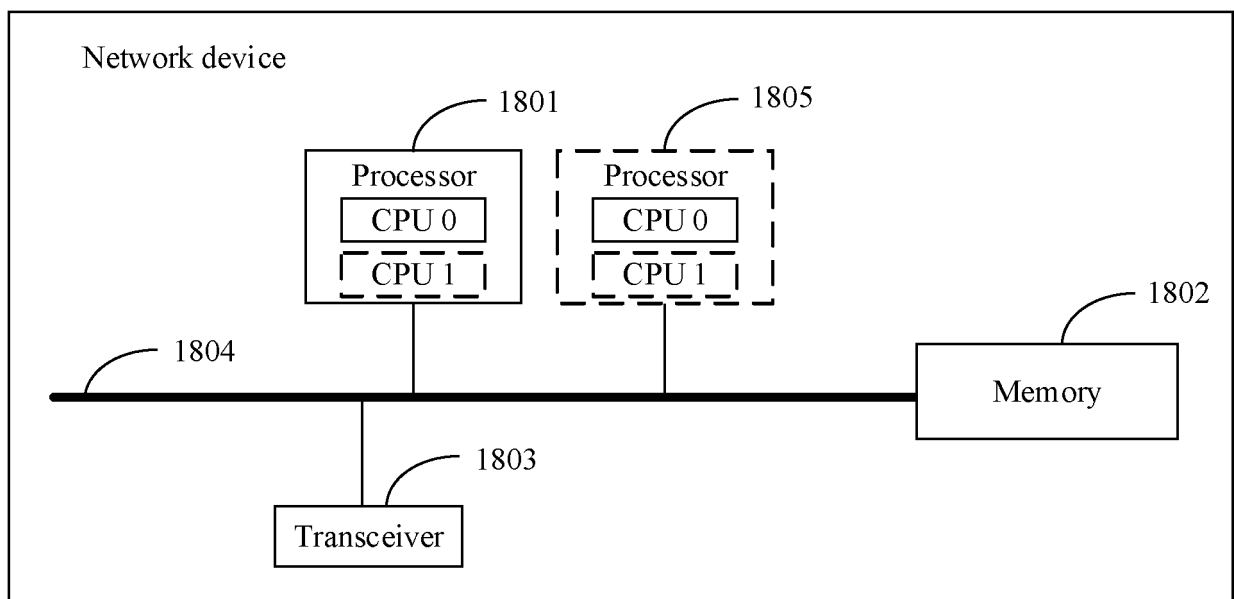 Network device
1801
1805
Processor
CPU 0
CPU 1
Processor
CPU 0
CPU 1
1802
1804
Memory
1803
Transceiver